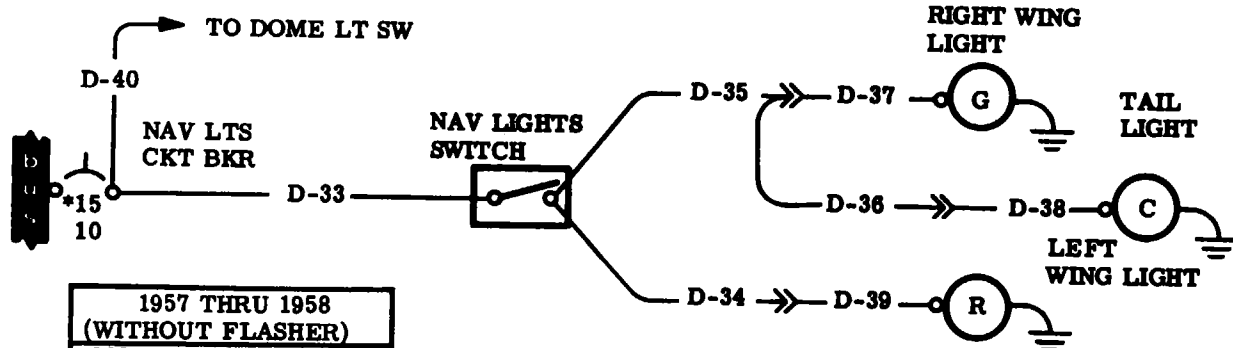 TO DOME LT SW
D-40
NAV LTS
CKT BKR
*15
10
D-33
NAV LIGHTS
SWITCH
D-35
D-37
RIGHT WING
LIGHT
G
TAIL
LIGHT
D-36
D-38
C
LEFT
WING LIGHT
D-34
D-39
R
1957 THRU 1958
(WITHOUT FLASHER)